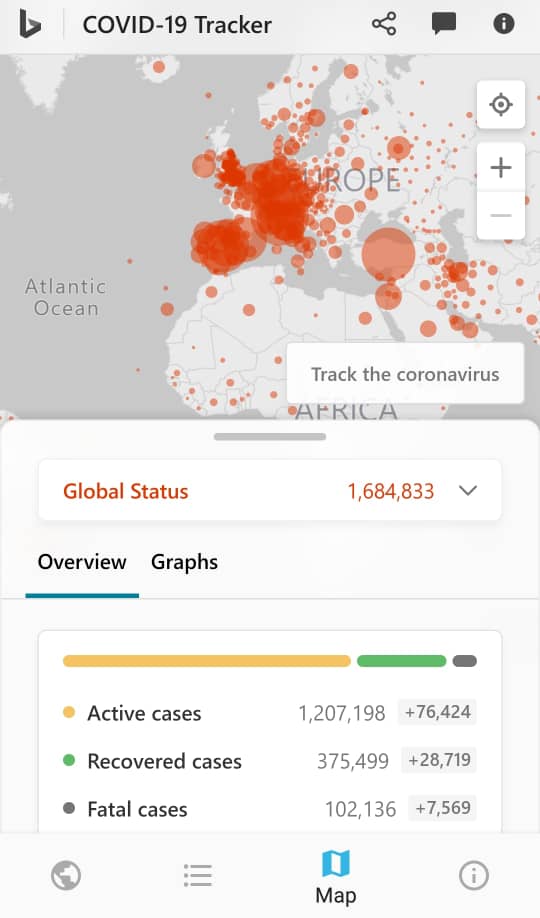 COVID-19 Tracker
EUROPE
Atlantic
Ocean
Track the coronavirus
AFRICA
Global Status 1,684,833
Overview Graphs
Active cases 1,207,198 +76,424
Recovered cases 375,499 +28,719
Fatal cases 102,136 +7,569
Map